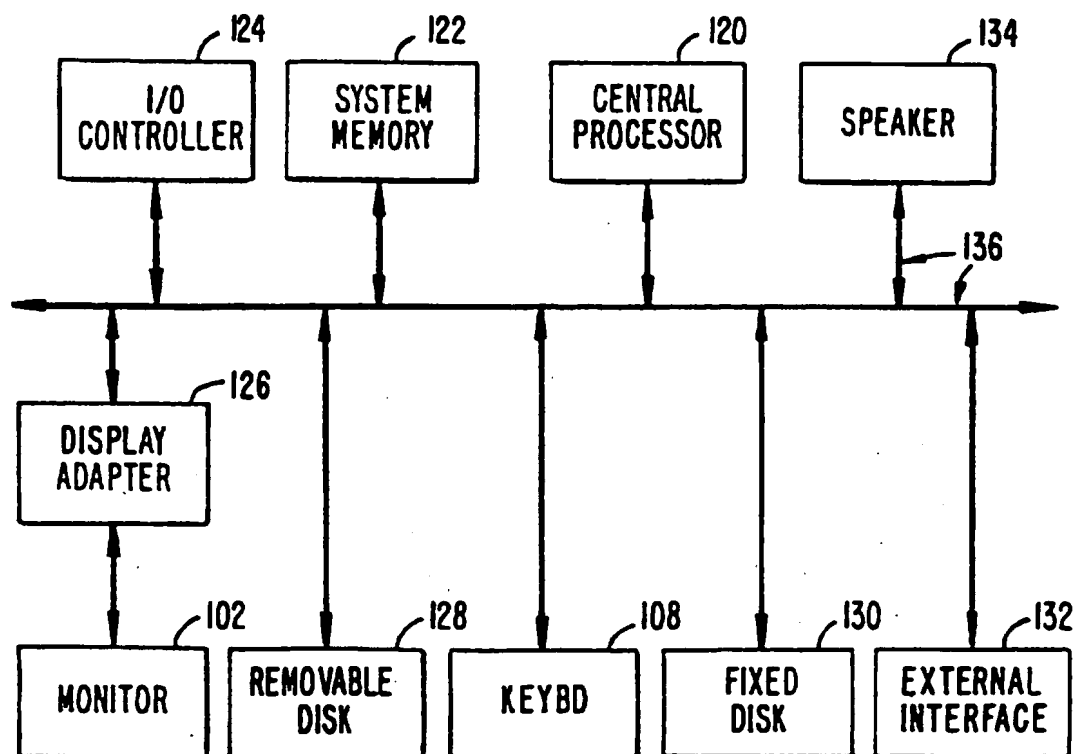 124
122
120
134
I/O
CONTROLLER
SYSTEM
MEMORY
CENTRAL
PROCESSOR
SPEAKER
136
126
DISPLAY
ADAPTER
102
128
108
130
132
MONITOR
REMOVABLE
DISK
KEYBD
FIXED
DISK
EXTERNAL
INTERFACE